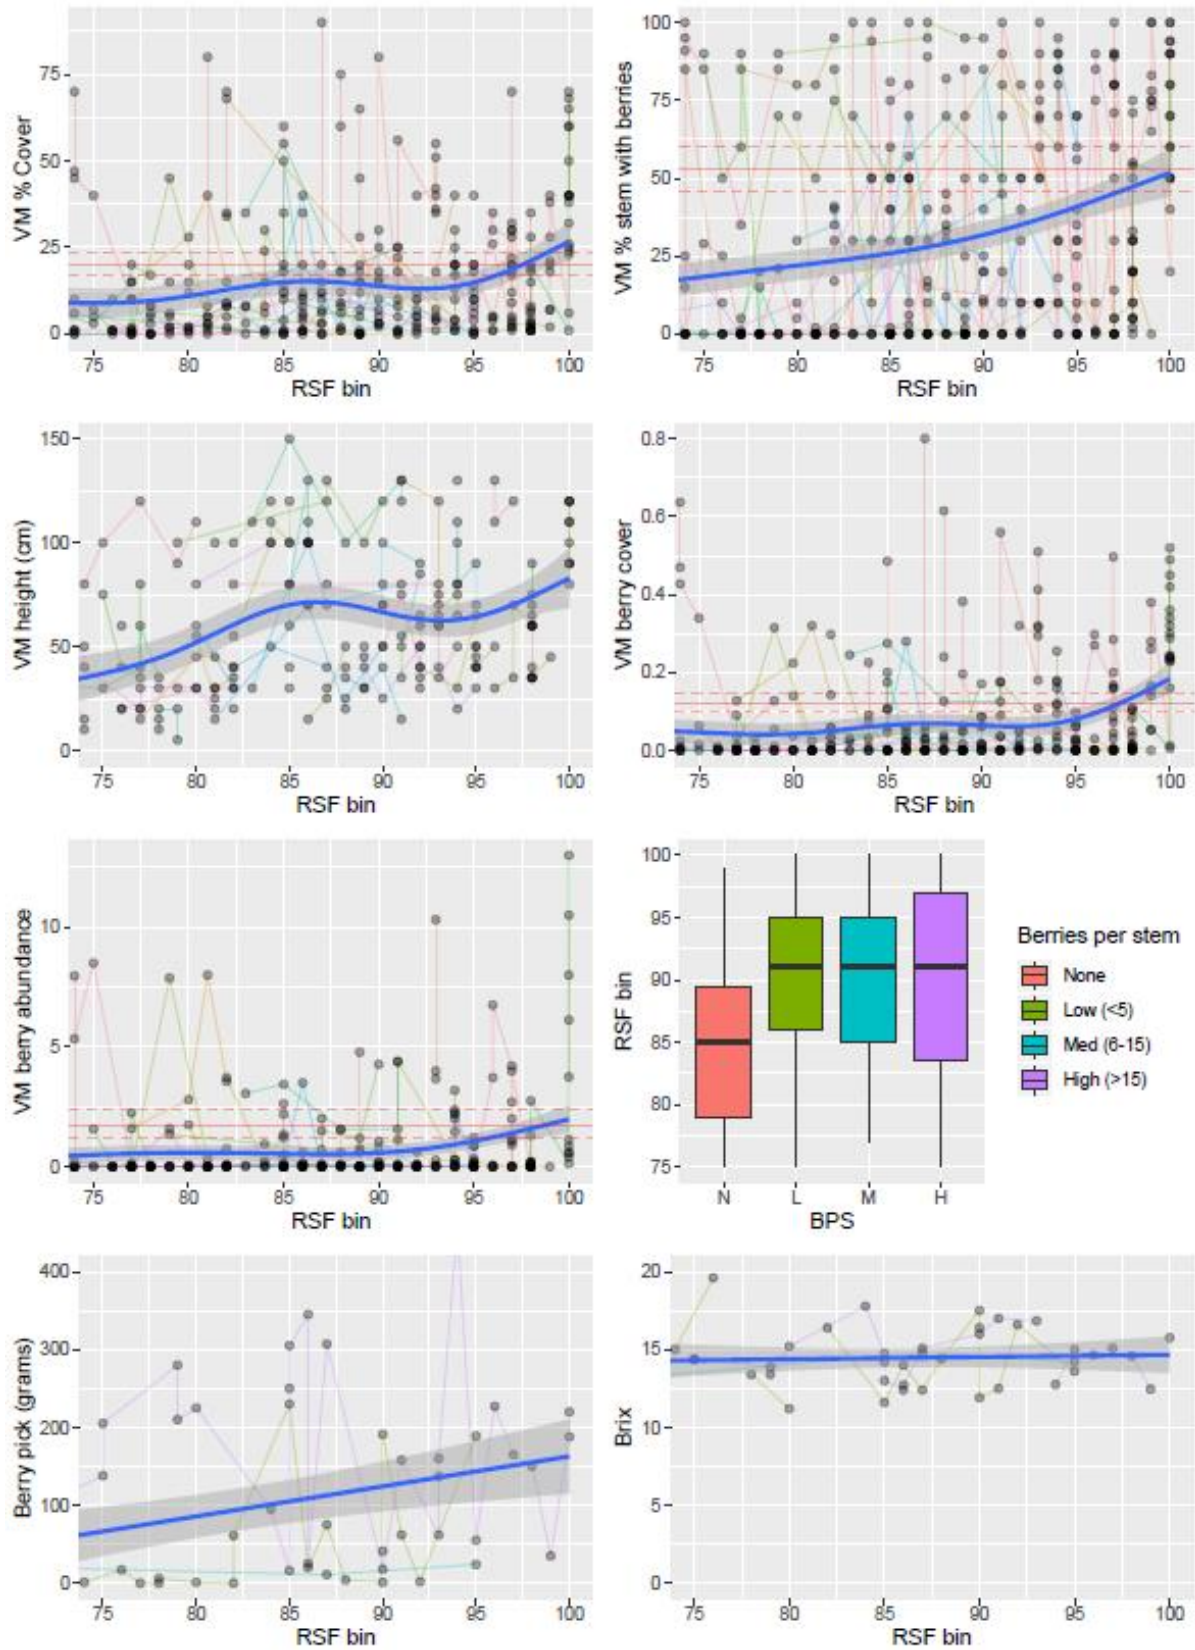 VM % Cover
75
50
25
0
75 80 85 90 95 100
RSF bin
VM % stem with berries
100
75
50
25
0
75 80 85 90 95 100
RSF bin
VM height (cm)
150
100
50
0
75 80 85 90 95 100
RSF bin
VM berry cover
0.8
0.6
0.4
0.2
0.0
75 80 85 90 95 100
RSF bin
VM berry abundance
10
5
0
75 80 85 90 95 100
RSF bin
RSF bin
100
95
90
85
80
75
N L M H
BPS
Berries per stem
None
Low (<5)
Med (6-15)
High (>15)
Berry pick (grams)
400
300
200
100
0
75 80 85 90 95 100
RSF bin
Brix
20
15
10
5
0
75 80 85 90 95 100
RSF bin